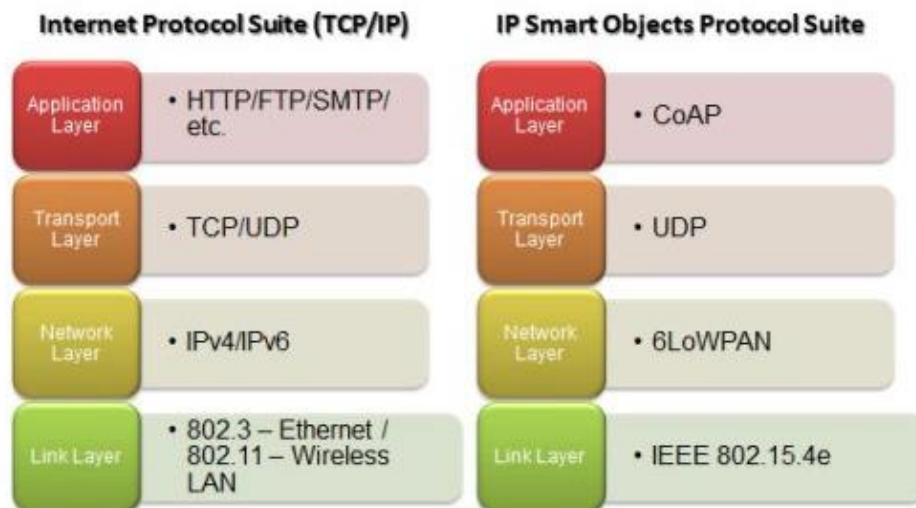 Internet Protocol Suite (TCP/IP)
Application
Layer
• HTTP/FTP/SMTP/
etc.
Transport
Layer
• TCP/UDP
Network
Layer
• IPv4/IPv6
Link Layer
• 802.3 – Ethernet /
802.11 – Wireless
LAN
IP Smart Objects Protocol Suite
Application
Layer
• CoAP
Transport
Layer
• UDP
Network
Layer
• 6LoWPAN
Link Layer
• IEEE 802.15.4e